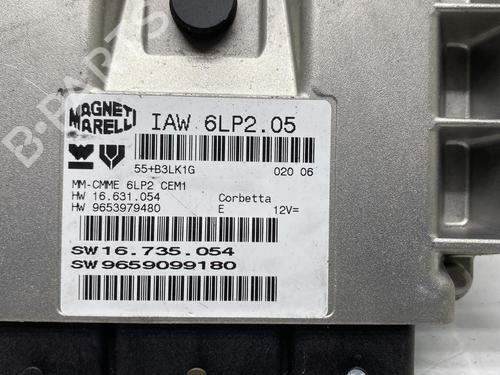 B-PARTS
MAGNETI MARELLI
IAW 6LP2.05
55+B3LK1G 020 06
MM-CMME 6LP2 CEM1
HW 16.631.054 Corbetta
HW 9653979480 E 12V=
SW16.735.054
SW9659099180